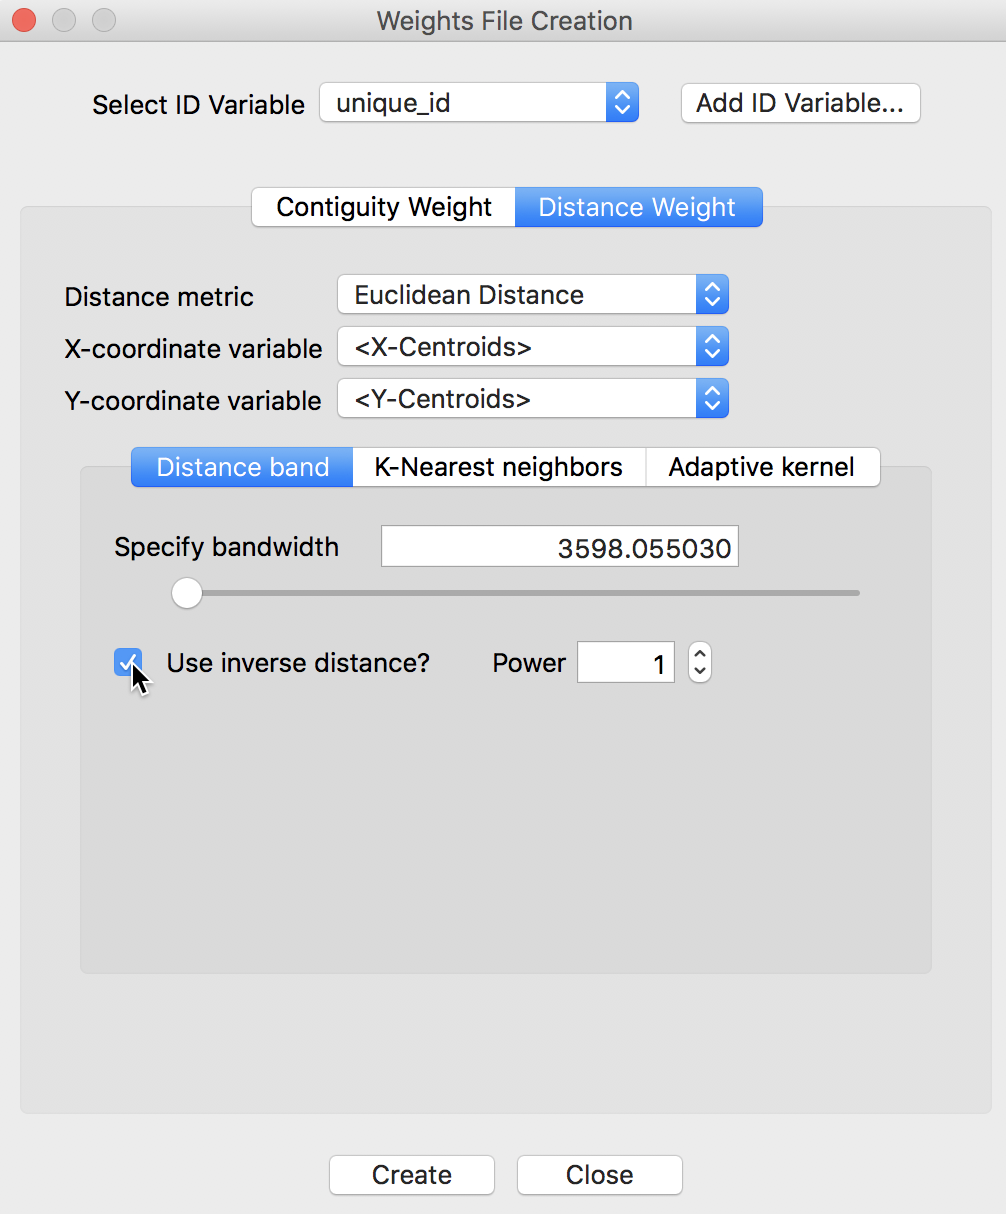 Weights File Creation
Select ID Variable unique_id Add ID Variable...
Contiguity Weight Distance Weight
Distance metric Euclidean Distance
X-coordinate variable <X-Centroids>
Y-coordinate variable <Y-Centroids>
Distance band K-Nearest neighbors Adaptive kernel
Specify bandwidth 3598.055030
Use inverse distance? Power 1
Create Close